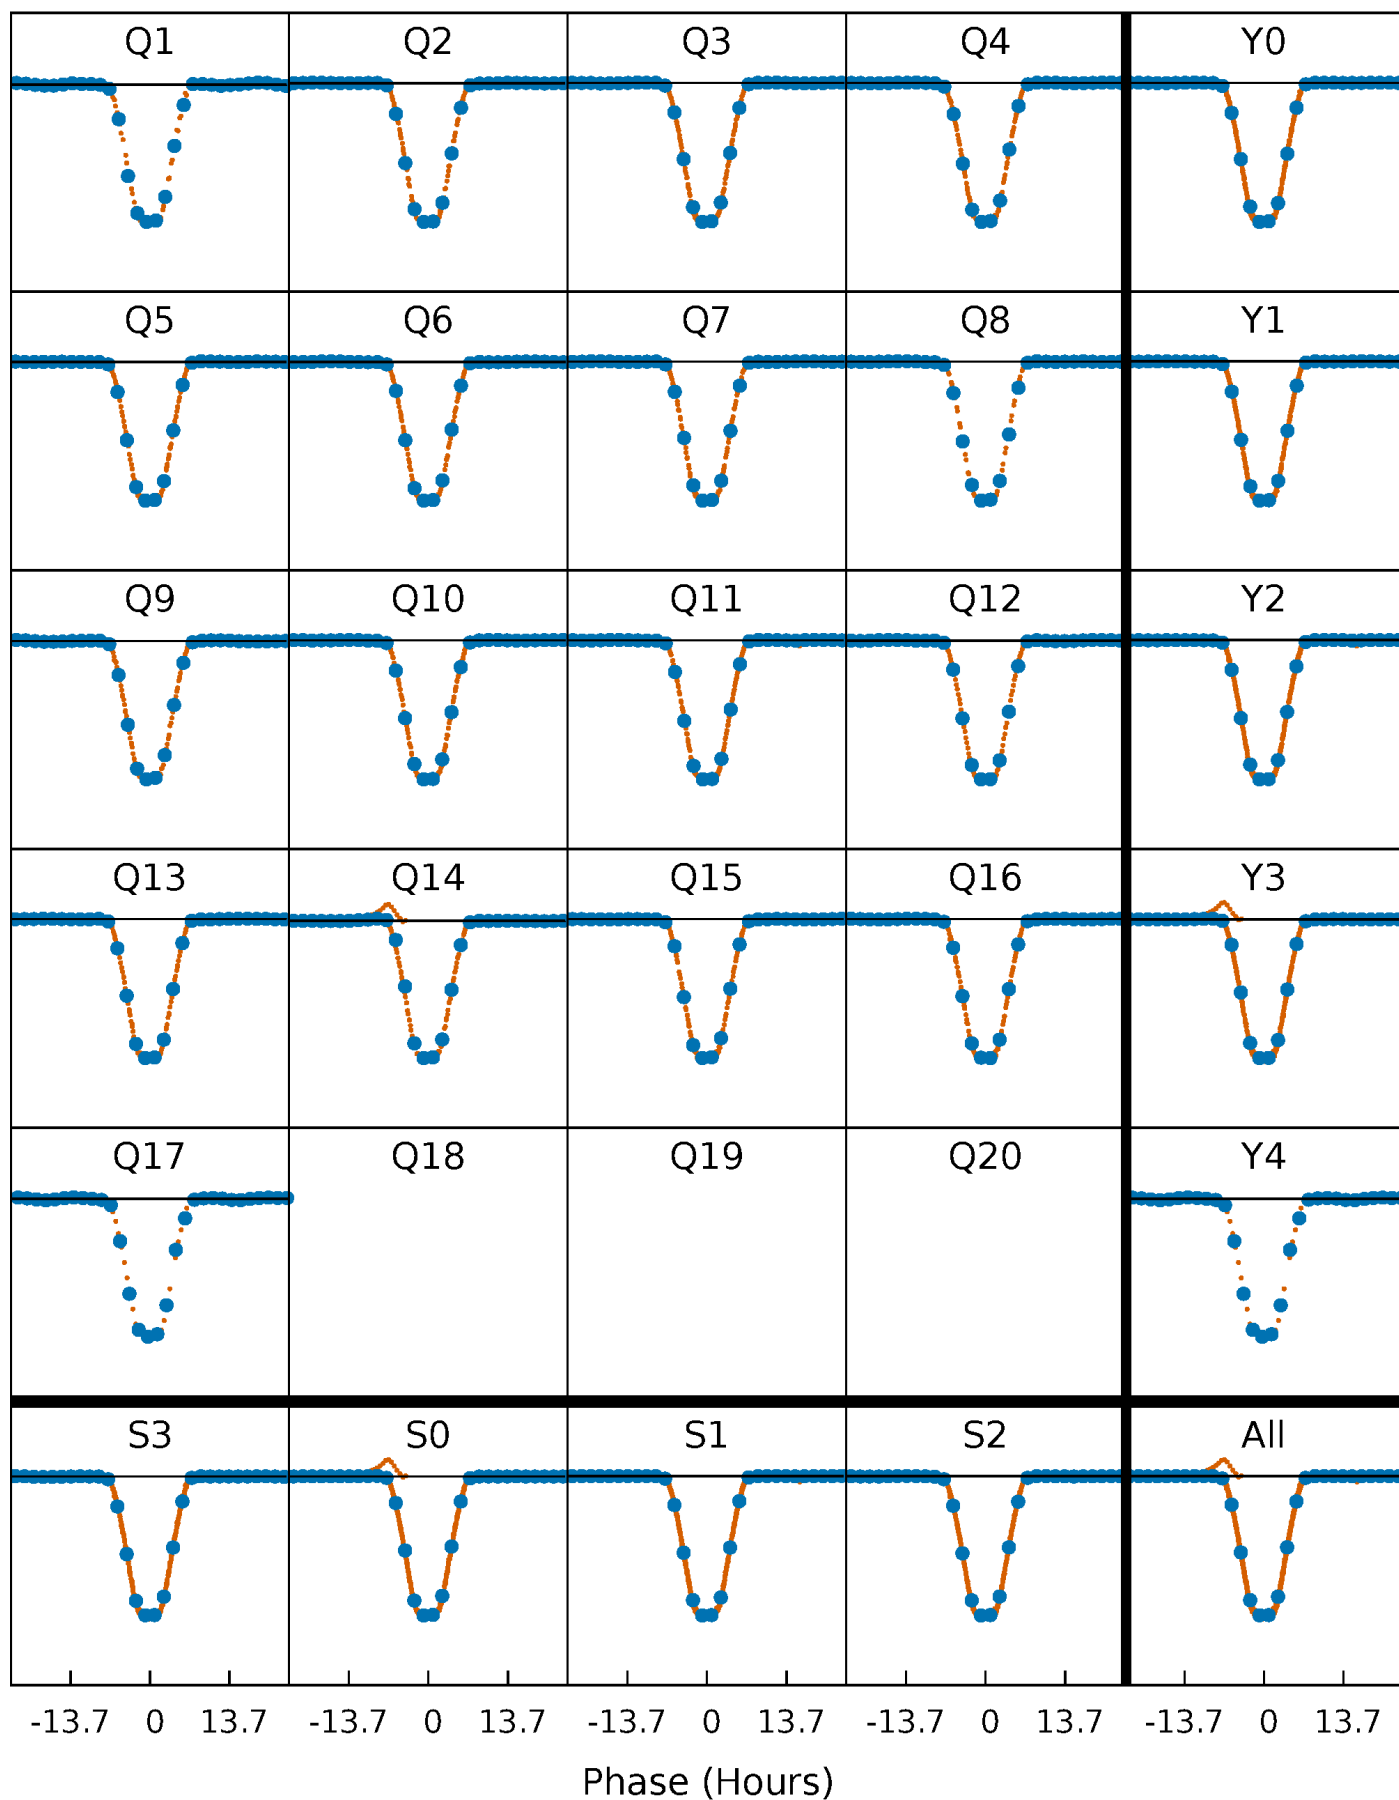 Q1 Q2 Q3 Q4 Y0
Q5 Q6 Q7 Q8 Y1
Q9 Q10 Q11 Q12 Y2
Q13 Q14 Q15 Q16 Y3
Q17 Q18 Q19 Q20 Y4
S3 S0 S1 S2 All
-13.7 0 13.7 -13.7 0 13.7 -13.7 0 13.7 -13.7 0 13.7 -13.7 0 13.7
Phase (Hours)